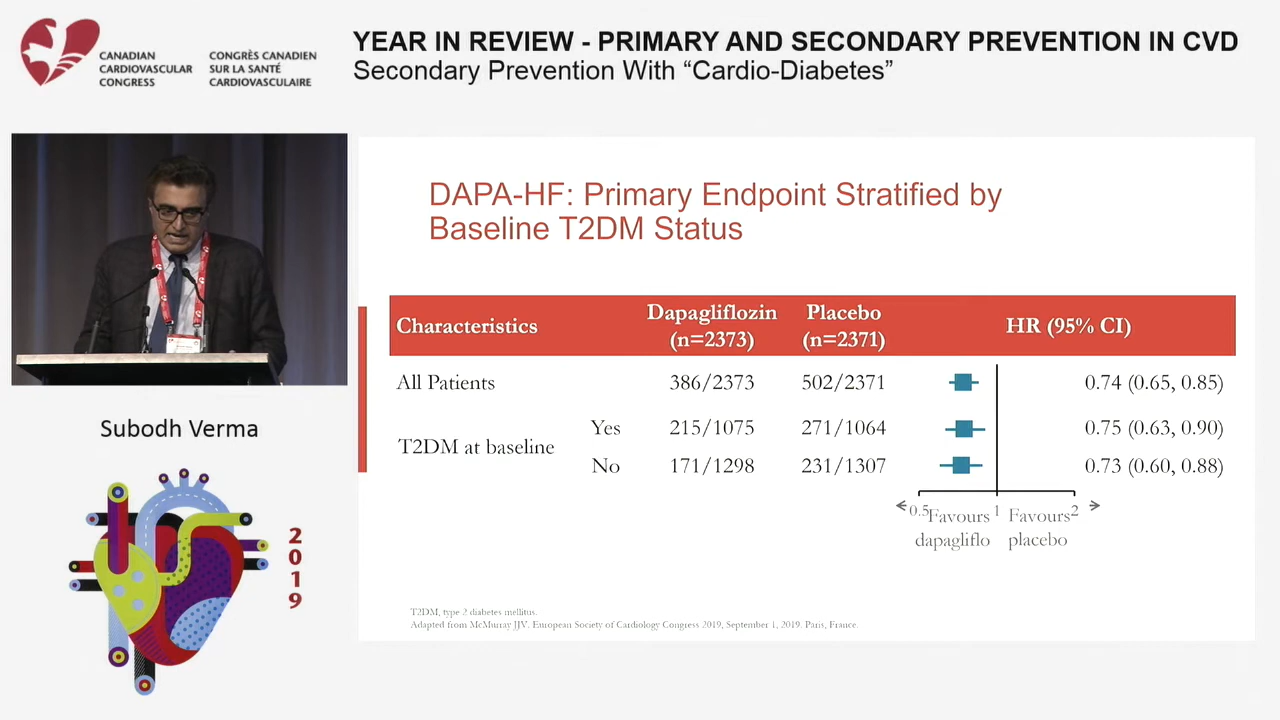 CANADIAN
CARDIOVASCULAR
CONGRESS
CONGRÈS CANADIEN
SUR LA SANTÉ
CARDIOVASCULAIRE
YEAR IN REVIEW - PRIMARY AND SECONDARY PREVENTION IN CVD
Secondary Prevention With “Cardio-Diabetes”
Subodh Verma
2019
DAPA-HF: Primary Endpoint Stratified by
Baseline T2DM Status
Characteristics Dapagliflozin (n=2373) Placebo (n=2371) HR (95% CI)
All Patients 386/2373 502/2371 0.74 (0.65, 0.85)
T2DM at baseline
Yes 215/1075 271/1064 0.75 (0.63, 0.90)
No 171/1298 231/1307 0.73 (0.60, 0.88)
0.5 1 2
Favours dapagliflo
Favours placebo
T2DM, type 2 diabetes mellitus.
Adapted from McMurray JJV. European Society of Cardiology Congress 2019, September 1, 2019. Paris, France.